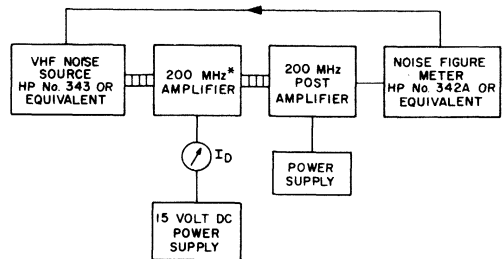 VHF NOISE
SOURCE
HP No. 343 OR
EQUIVALENT
200 MHz*
AMPLIFIER
200 MHz
POST
AMPLIFIER
NOISE FIGURE
METER
HP No. 342A OR
EQUIVALENT
ID
POWER
SUPPLY
15 VOLT DC
POWER
SUPPLY